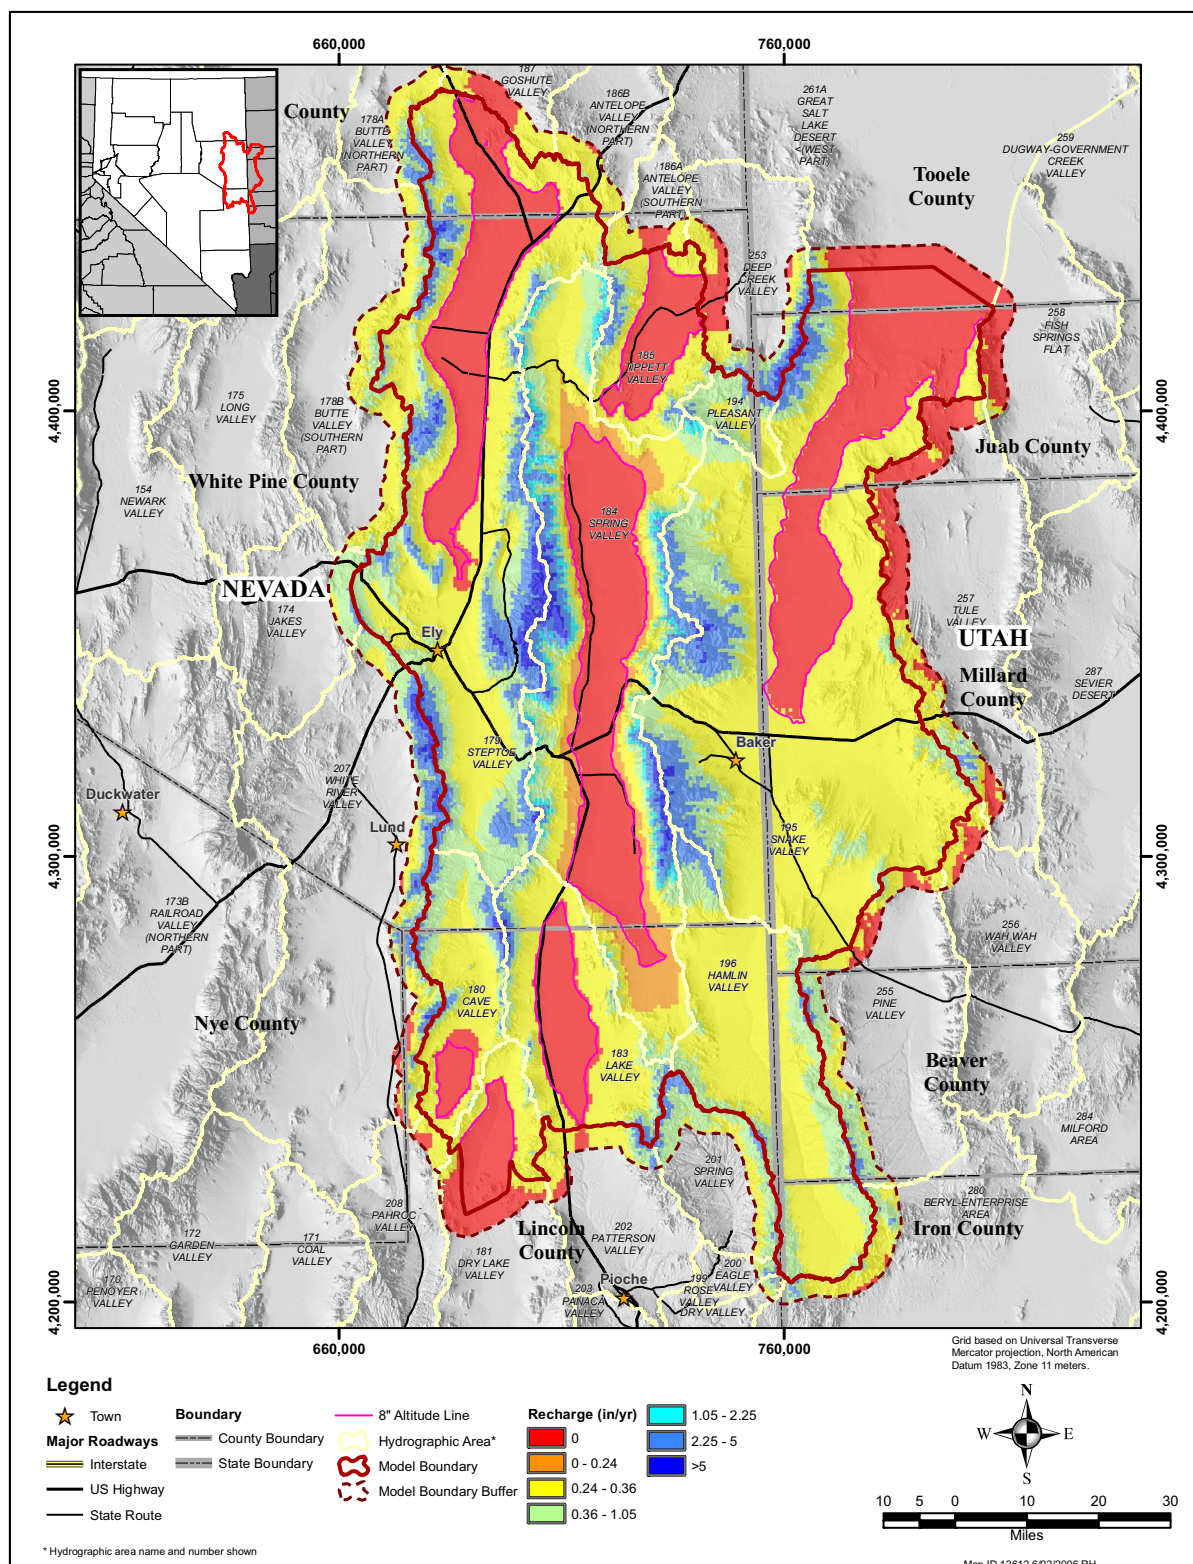 660,000
760,000
187
GOSHUTE
VALLEY
County
178A
BUTTE
VALLEY
(NORTHERN
PART)
186B
ANTELOPE
VALLEY
(NORTHERN
PART)
261A
GREAT
SALT
LAKE
DESERT
(WEST
PART)
259
DUGWAY-GOVERNMENT
CREEK
VALLEY
186A
ANTELOPE
VALLEY
(SOUTHERN
PART)
Tooele
County
253
DEEP
CREEK
VALLEY
258
FISH
SPRINGS
FLAT
185
TIPPETT
VALLEY
4,400,000
4,400,000
175
LONG
VALLEY
178B
BUTTE
VALLEY
(SOUTHERN
PART)
194
PLEASANT
VALLEY
Juab County
White Pine County
154
NEWARK
VALLEY
184
SPRING
VALLEY
NEVADA
174
JAKES
VALLEY
257
TULE
VALLEY
UTAH
Ely
Millard
County
287
SEVIER
DESERT
179
STEPTOE
VALLEY
Baker
207
WHITE
RIVER
VALLEY
Duckwater
Lund
195
SNAKE
VALLEY
4,300,000
4,300,000
173B
RAILROAD
VALLEY
(NORTHERN
PART)
256
WAH WAH
VALLEY
196
HAMLIN
VALLEY
180
CAVE
VALLEY
255
PINE
VALLEY
Nye County
183
LAKE
VALLEY
Beaver
County
284
MILFORD
AREA
201
SPRING
VALLEY
208
PAHROC
VALLEY
280
BERYL-ENTERPRISE
AREA
Lincoln
County
Iron County
202
PATTERSON
VALLEY
172
GARDEN
VALLEY
171
COAL
VALLEY
181
DRY LAKE
VALLEY
200
EAGLE
VALLEY
170
PENOYER
VALLEY
Pioche
203
PANACA
VALLEY
199
ROSE
VALLEY
DRY VALLEY
4,200,000
4,200,000
660,000
760,000
Grid based on Universal Transverse
Mercator projection, North American
Datum 1983, Zone 11 meters.
Legend
Town
Major Roadways
Interstate
US Highway
State Route
Boundary
County Boundary
State Boundary
8" Altitude Line
Hydrographic Area*
Model Boundary
Model Boundary Buffer
Recharge (in/yr)
0
0 - 0.24
0.24 - 0.36
0.36 - 1.05
1.05 - 2.25
2.25 - 5
>5
N
W
E
S
10 5 0 10 20 30
Miles
* Hydrographic area name and number shown